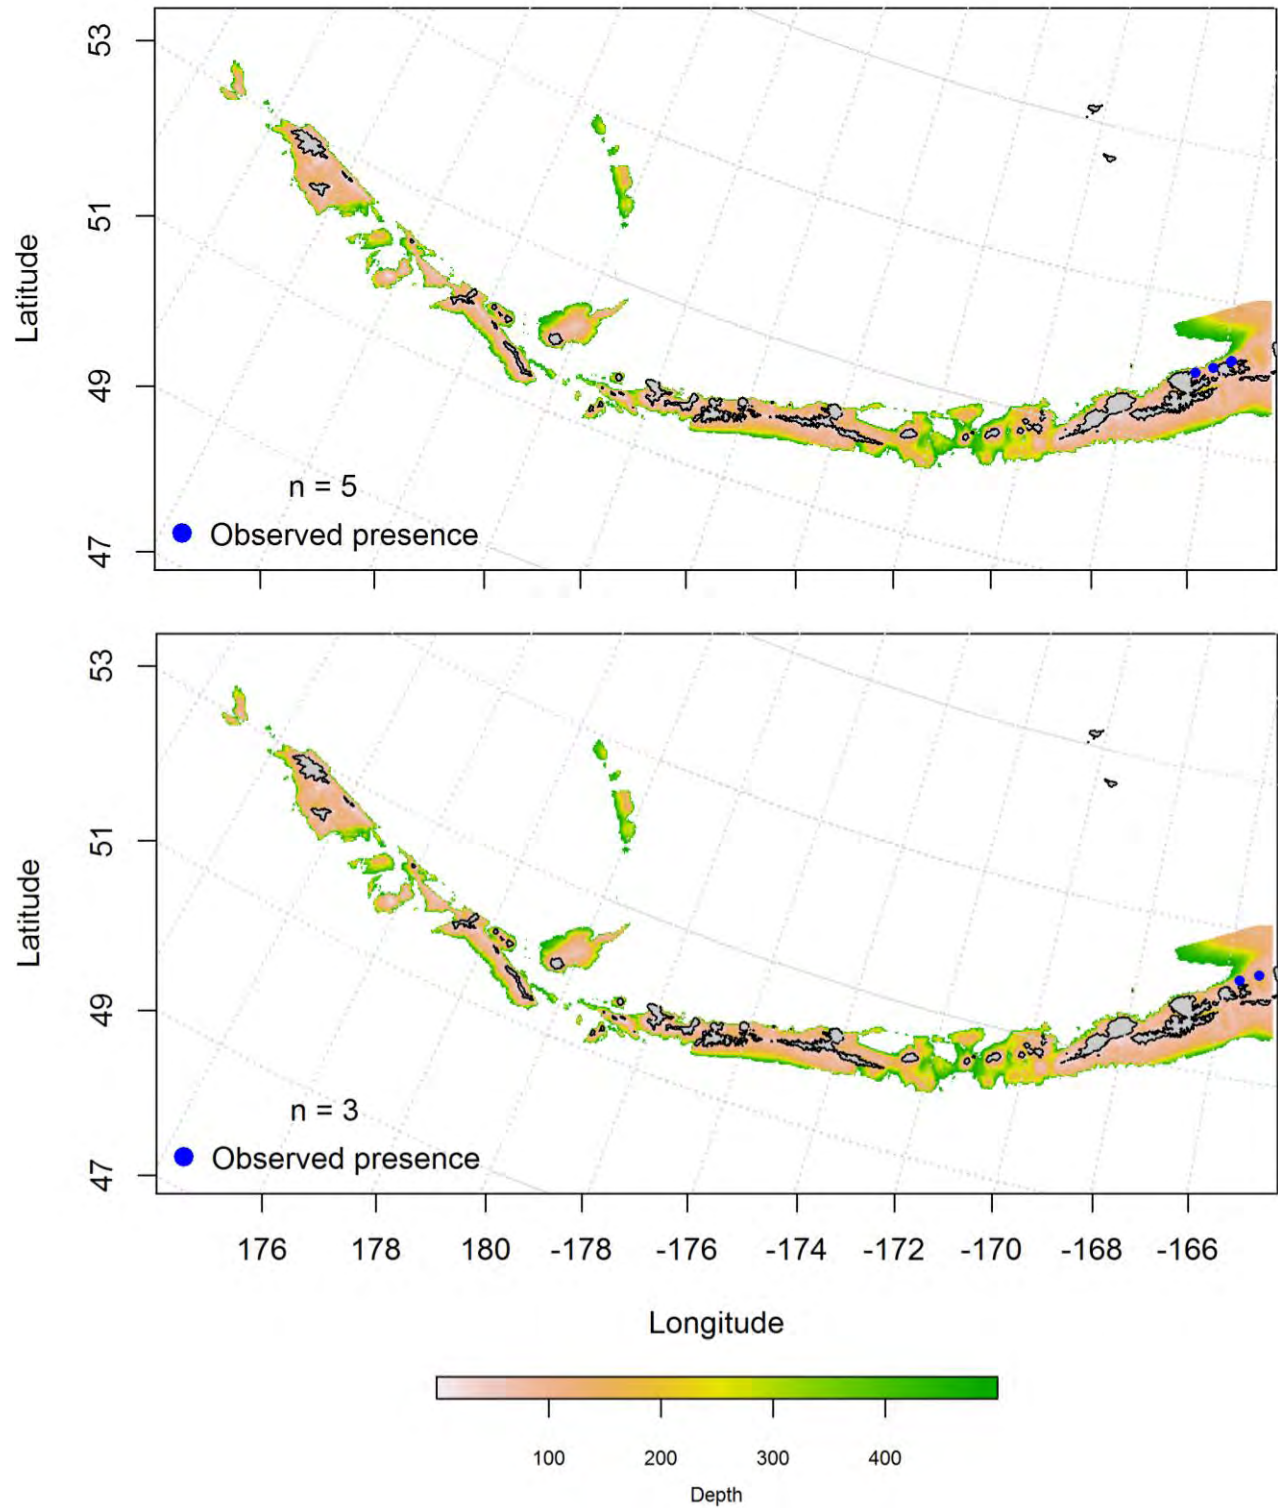 53
51
49
47
Latitude
n = 5
Observed presence
53
51
49
47
Latitude
n = 3
Observed presence
176 178 180 -178 -176 -174 -172 -170 -168 -166
Longitude
100 200 300 400
Depth